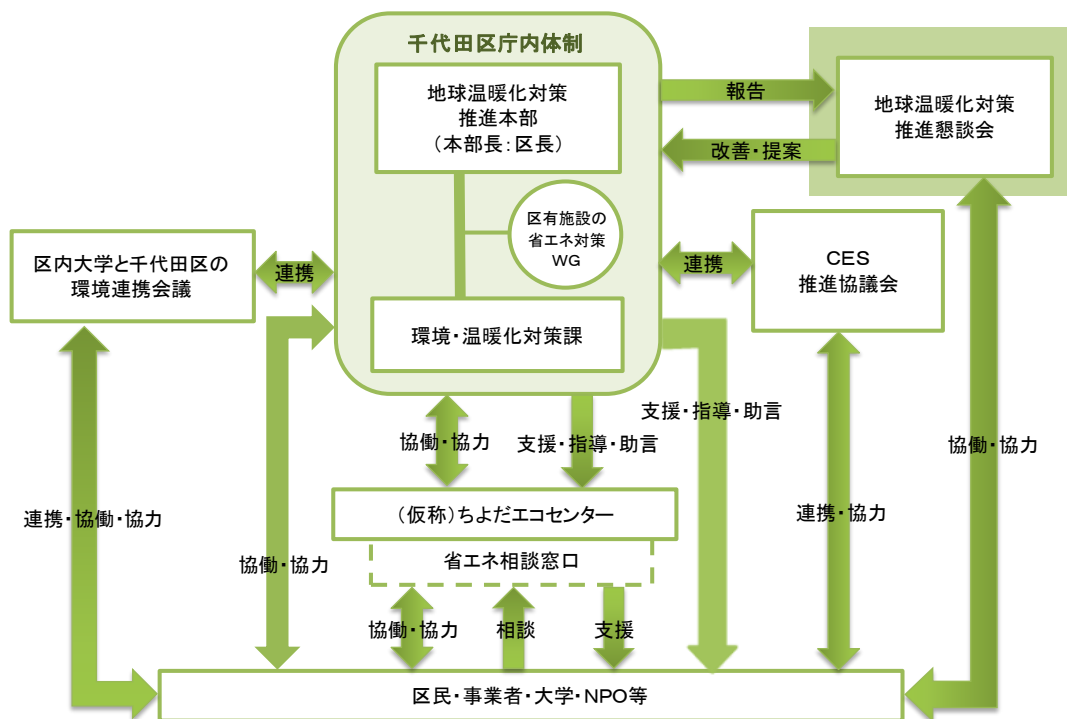 千代田区庁内体制
地球温暖化対策
推進本部
(本部長:区長)
報告
改善・提案
地球温暖化対策
推進懇談会
区有施設の
省エネ対策
WG
区内大学と千代田区の
環境連携会議
連携
連携
CES
推進協議会
環境・温暖化対策課
協働・協力
支援・指導・助言
支援・指導・助言
協働・協力
連携・協働・協力
協働・協力
連携・協力
(仮称)ちよだエコセンター
省エネ相談窓口
協働・協力
相談
支援
区民・事業者・大学・NPO等